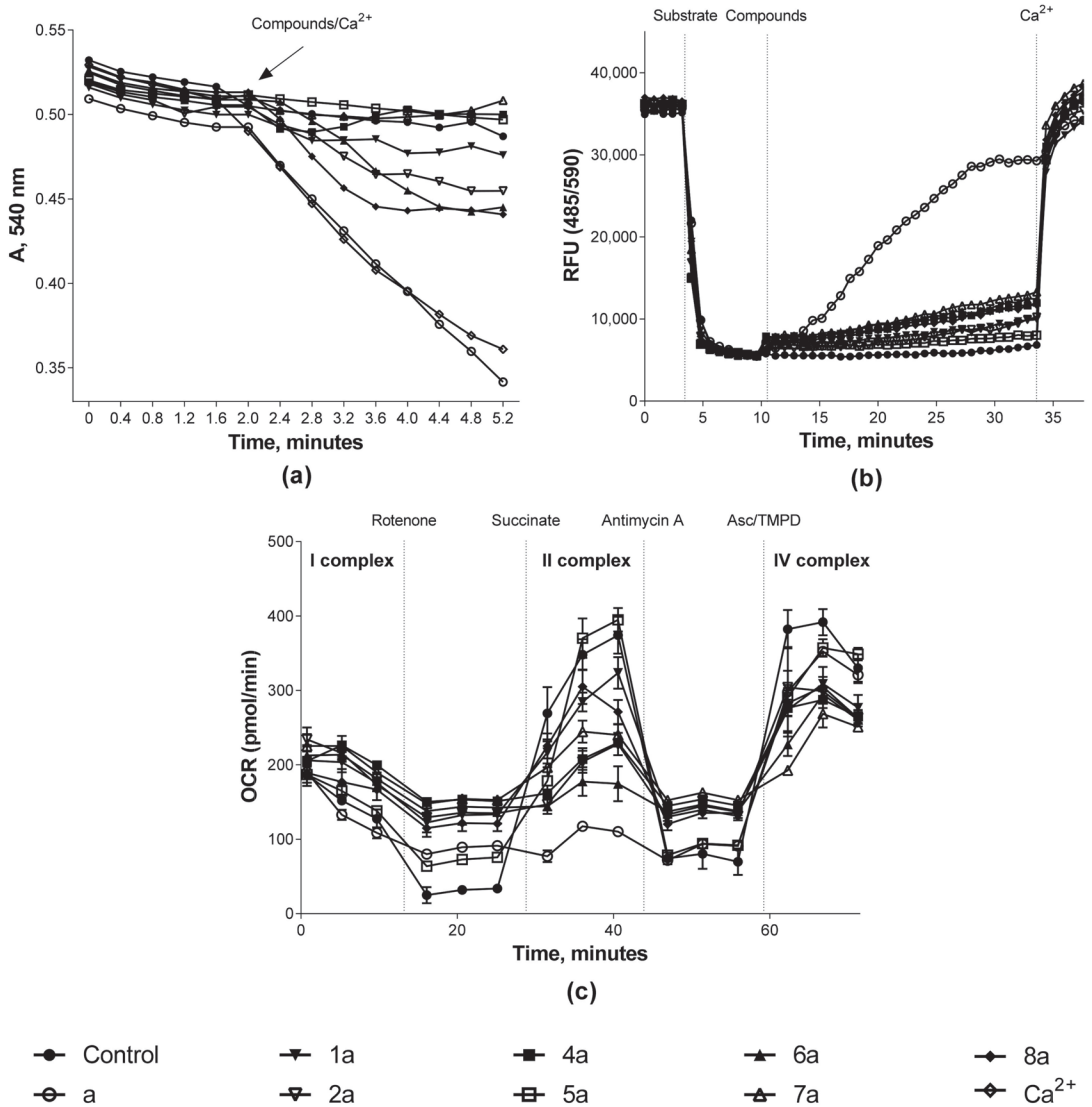 Compounds/Ca²⁺
0.55
0.50
0.45
0.40
0.35
A, 540 nm
0 0.4 0.8 1.2 1.6 2.0 2.4 2.8 3.2 3.6 4.0 4.4 4.8 5.2
Time, minutes
(a)
Substrate Compounds Ca²⁺
40,000
30,000
20,000
10,000
0
RFU (485/590)
0 5 10 15 20 25 30 35
Time, minutes
(b)
Rotenone Succinate Antimycin A Asc/TMPD
I complex II complex IV complex
500
400
300
200
100
0
OCR (pmol/min)
0 20 40 60
Time, minutes
(c)
Control 1a 4a 6a 8a
a 2a 5a 7a Ca²⁺